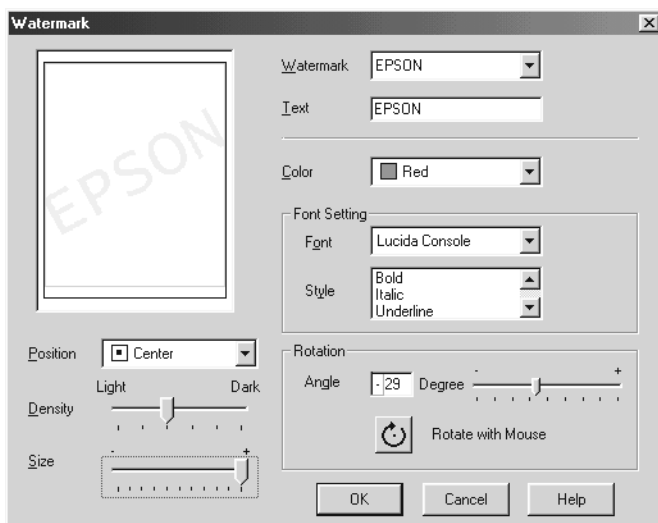 Watermark
EPSON
Watermark EPSON
Text EPSON
Color Red
Font Setting
Font Lucida Console
Style Bold
Italic
Underline
Position Center
Light Dark
Density
Size - +
Rotation
- +
Angle -29 Degree
Rotate with Mouse
OK Cancel Help